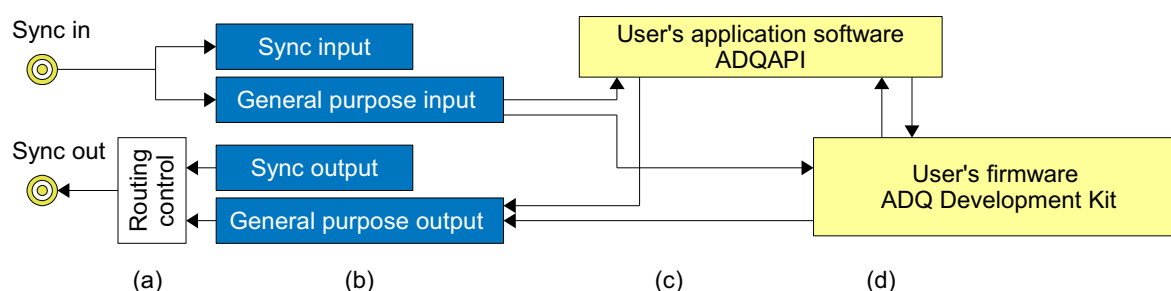 Sync in
Sync input
General purpose input
User's application software
ADQAPI
Sync out
Routing
control
Sync output
General purpose output
User's firmware
ADQ Development Kit
(a)
(b)
(c)
(d)